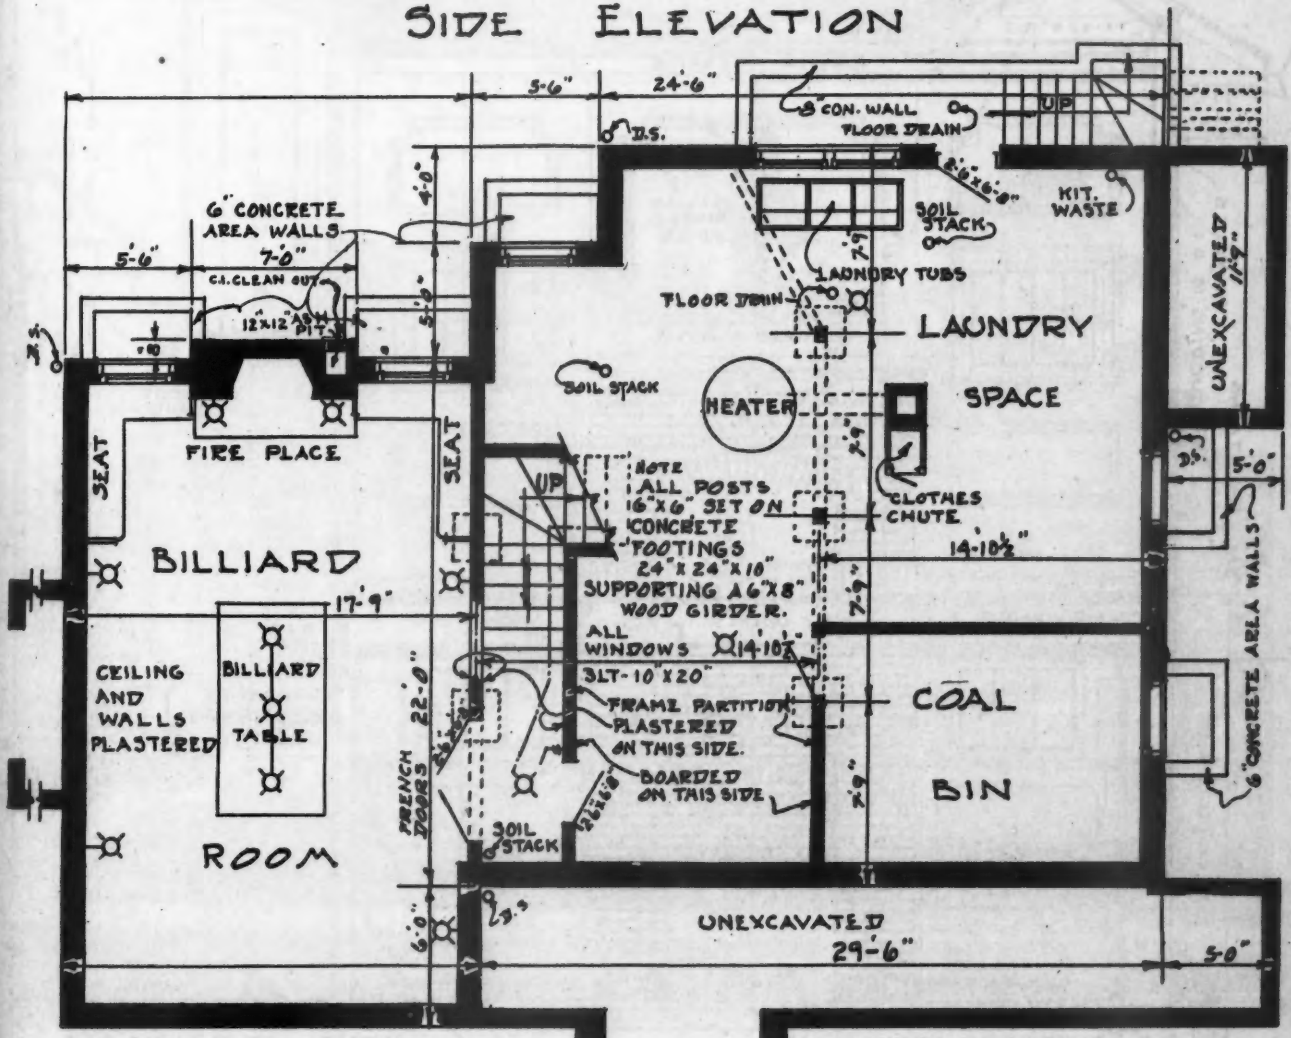 SIDE ELEVATION
5'-6"
24'-6"
8" CON. WALL
FLOOR DRAIN
UP
D.S.
4'-0"
2'-6"x6'-8"
KIT.
WASTE
6" CONCRETE
AREA WALLS
SOIL
STACK
7'-9"
UNEXCAVATED
11'-9"
5'-6"
7'-0"
C.I. CLEAN OUT
12"x12" ASH
PIT
5'-0"
LAUNDRY TUBS
FLOOR DRAIN
LAUNDRY
SPACE
D.S.
8"
SOIL STACK
HEATER
7'-9"
SEAT
FIRE PLACE
SEAT
D.S.
5'-0"
UP
NOTE
ALL POSTS
6"x6" SET ON
CONCRETE
FOOTINGS
24"x24"x10"
SUPPORTING A 6"x8"
WOOD GIRDER.
CLOTHES
CHUTE
14'-10½"
BILLIARD
17'-9"
7'-9"
6" CONCRETE AREA WALLS
ALL
WINDOWS
3LT-10"x20"
14'-10½"
CEILING
AND
WALLS
PLASTERED
BILLIARD
TABLE
22'-0"
FRAME PARTITION
PLASTERED
ON THIS SIDE.
BOARDED
ON THIS SIDE
COAL
BIN
7'-9"
FRENCH
DOORS
2'6"x6'8"
SOIL
STACK
ROOM
D.S
6'-0"
UNEXCAVATED
29'-6"
5-0"